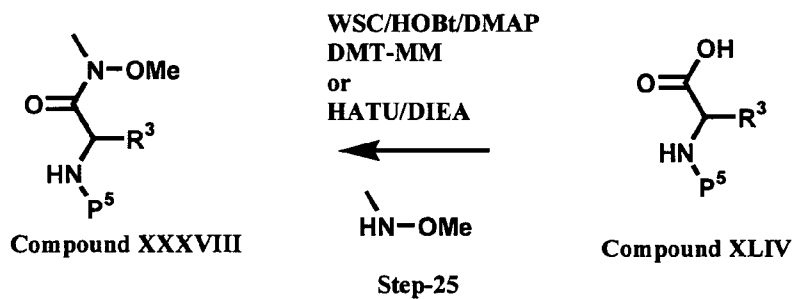 WSC/HOBt/DMAP
DMT-MM
or
HATU/DIEA
N-OMe
O
R³
HN
P⁵
Compound XXXVIII
HN-OMe
Step-25
OH
O
R³
HN
P⁵
Compound XLIV